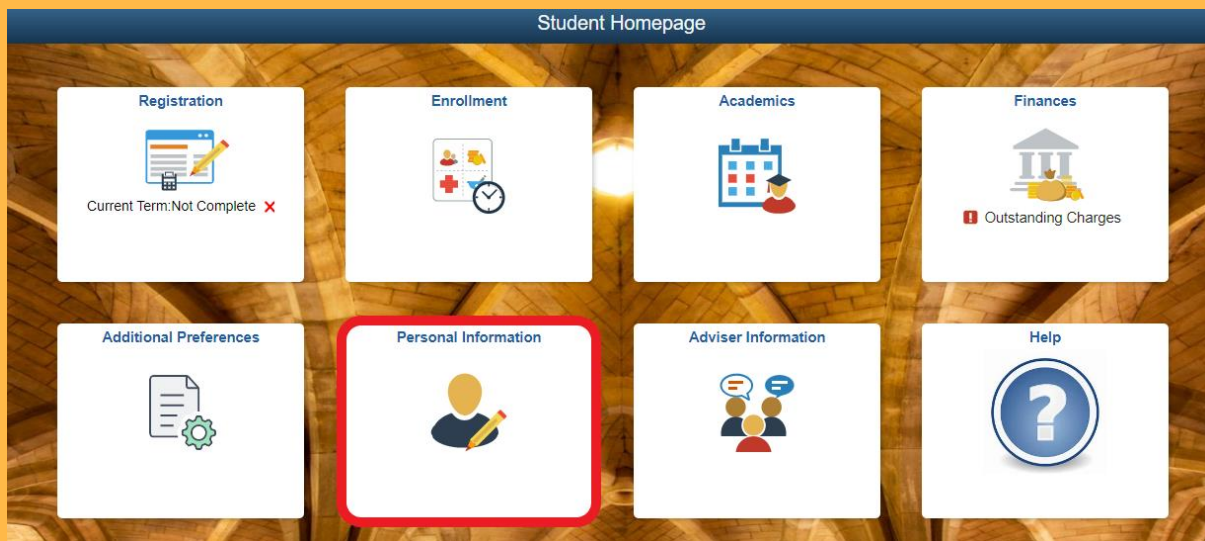 Student Homepage
Registration
Current Term:Not Complete
Enrollment
Academics
Finances
Outstanding Charges
Additional Preferences
Personal Information
Adviser Information
Help